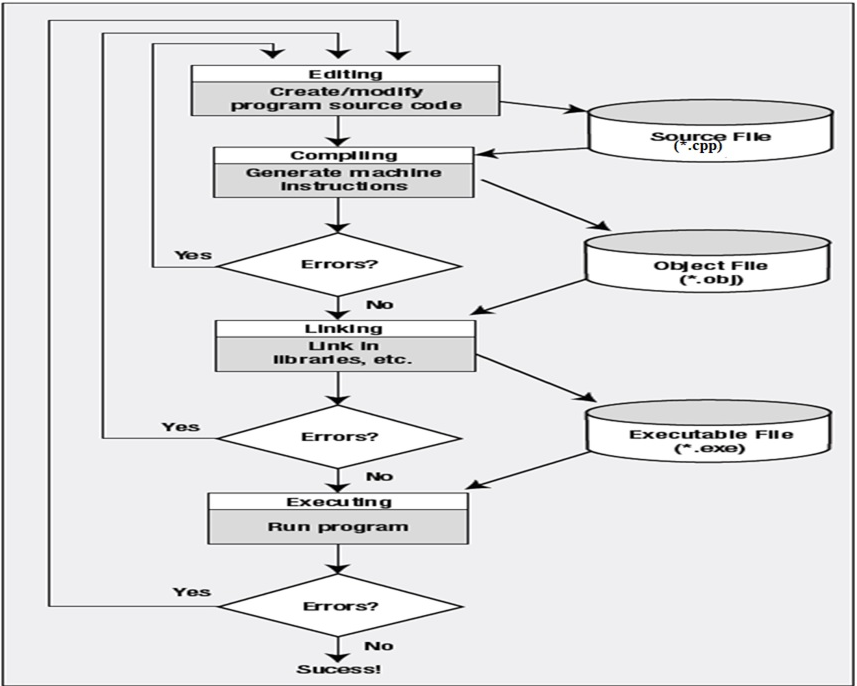 Editing
Create/modify
program source code
Source File
(*.cpp)
Compiling
Generate machine
instructions
Yes
Errors?
Object File
(*.obj)
No
Linking
Link in
libraries, etc.
Yes
Errors?
Executable File
(*.exe)
No
Executing
Run program
Yes
Errors?
No
Sucess!